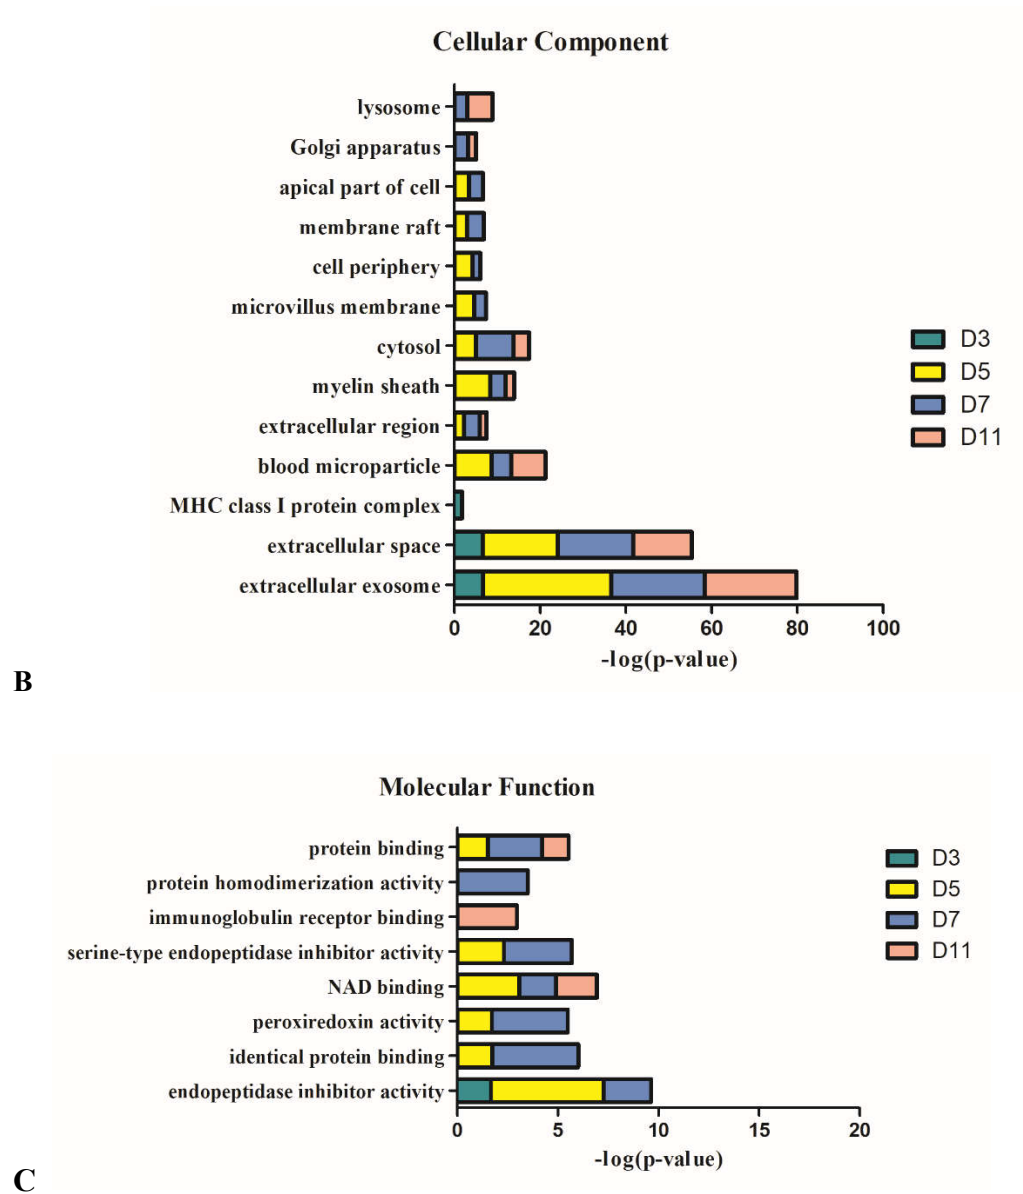 Cellular Component
lysosome
Golgi apparatus
apical part of cell
membrane raft
cell periphery
microvillus membrane
cytosol
myelin sheath
extracellular region
blood microparticle
MHC class I protein complex
extracellular space
extracellular exosome
0 20 40 60 80 100
-log(p-value)
D3
D5
D7
D11
B
Molecular Function
protein binding
protein homodimerization activity
immunoglobulin receptor binding
serine-type endopeptidase inhibitor activity
NAD binding
peroxiredoxin activity
identical protein binding
endopeptidase inhibitor activity
0 5 10 15 20
-log(p-value)
D3
D5
D7
D11
C